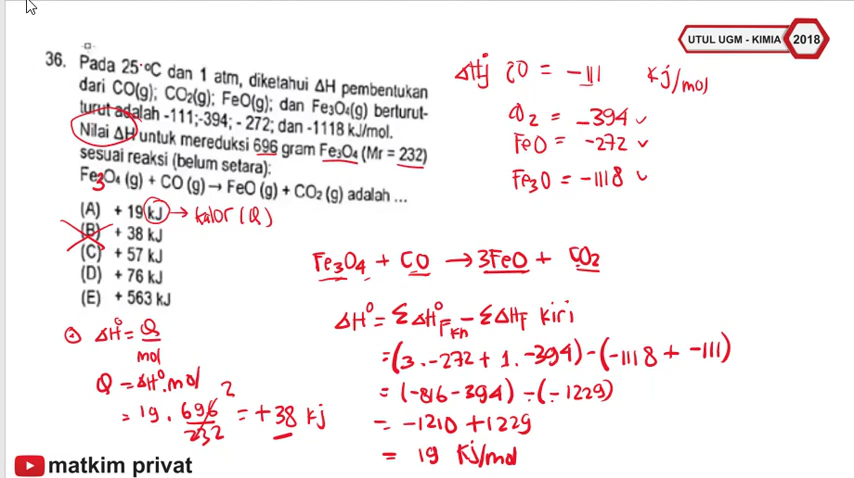 UTUL UGM - KIMIA 2018
36. Pada 25 °C dan 1 atm, diketahui ΔH pembentukan
dari CO(g); CO₂(g); FeO(g); dan Fe₃O₄(g) berturut-
turut adalah -111;-394; - 272; dan -1118 kJ/mol.
Nilai ΔH untuk mereduksi 696 gram Fe₃O₄ (Mr = 232)
sesuai reaksi (belum setara):
Fe₃O₄ (g) + CO (g) → FeO (g) + CO₂ (g) adalah ...
(A) + 19 kJ → kalor (Q)
(B) + 38 kJ
(C) + 57 kJ
(D) + 76 kJ
(E) + 563 kJ
ΔH°= Q
mol
Q = ΔH°.mol
= 19 . 696 2 = +38 kj
232
ΔHf CO = -111 kj/mol
CO₂ = -394
FeO = -272
Fe₃O = -1118
Fe₃O₄ + CO → 3FeO + CO₂
ΔH° = Σ ΔH°F kn - Σ ΔHF kiri
= (3 . -272 + 1 . -394) - (-1118 + -111)
= (-816 - 394) - (-1229)
= -1210 + 1229
= 19 kj/mol
matkim privat